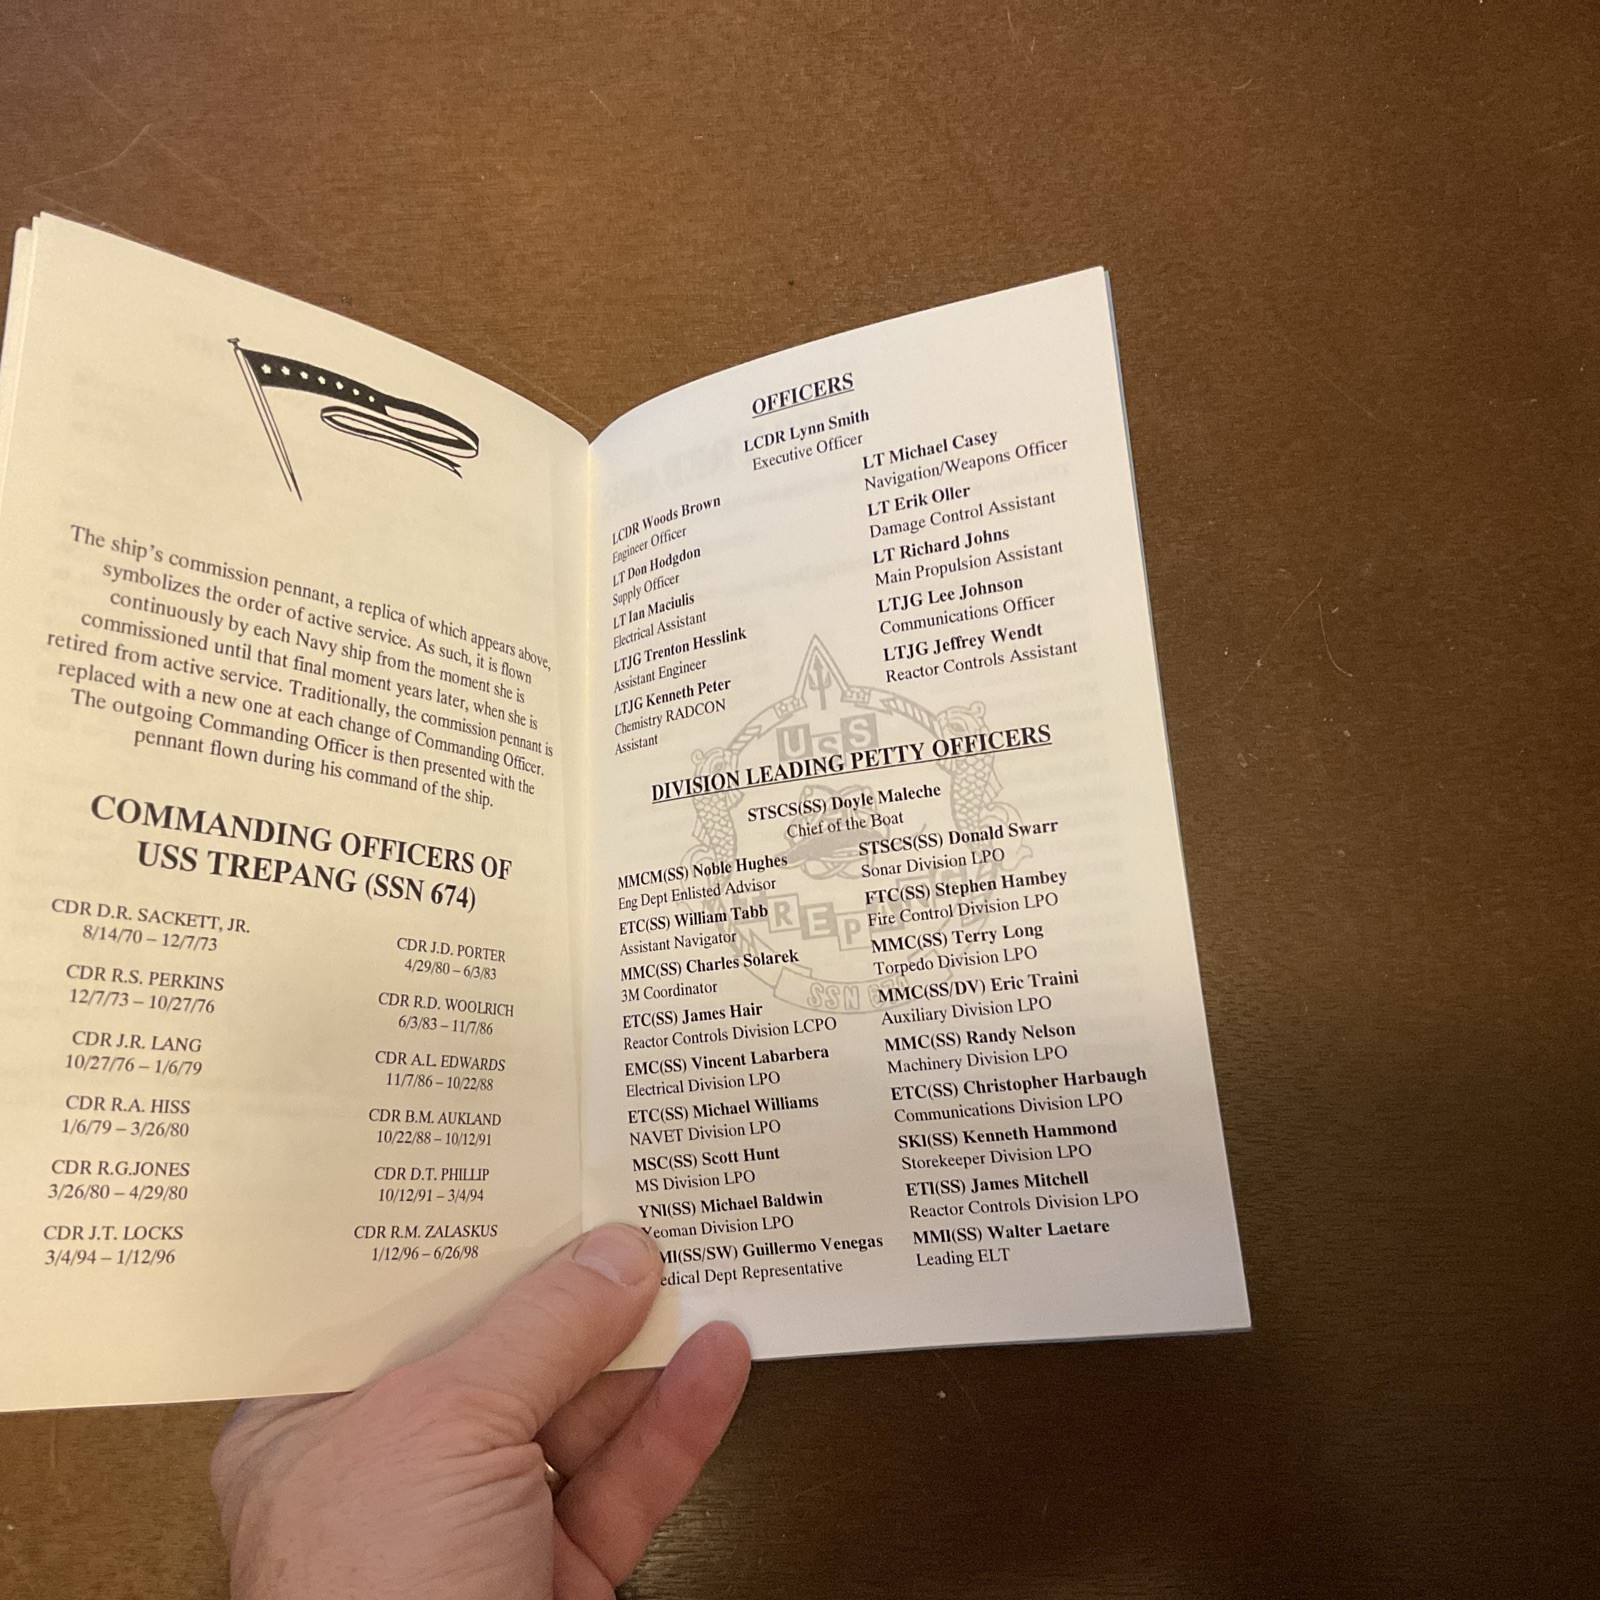 The ship's commission pennant, a replica of which appears above,
symbolizes the order of active service. As such, it is flown
continuously by each Navy ship from the moment she is
commissioned until that final moment years later, when she is
retired from active service. Traditionally, the commission pennant is
replaced with a new one at each change of Commanding Officer.
The outgoing Commanding Officer is then presented with the
pennant flown during his command of the ship.
COMMANDING OFFICERS OF
USS TREPANG (SSN 674)
CDR D.R. SACKETT, JR.
8/14/70 – 12/7/73
CDR R.S. PERKINS
12/7/73 – 10/27/76
CDR J.R. LANG
10/27/76 – 1/6/79
CDR R.A. HISS
1/6/79 – 3/26/80
CDR R.G.JONES
3/26/80 – 4/29/80
CDR J.T. LOCKS
3/4/94 – 1/12/96
CDR J.D. PORTER
4/29/80 – 6/3/83
CDR R.D. WOOLRICH
6/3/83 – 11/7/86
CDR A.L. EDWARDS
11/7/86 – 10/22/88
CDR B.M. AUKLAND
10/22/88 – 10/12/91
CDR D.T. PHILLIP
10/12/91 – 3/4/94
CDR R.M. ZALASKUS
1/12/96 – 6/26/98
OFFICERS
LCDR Lynn Smith
Executive Officer
LCDR Woods Brown
Engineer Officer
LT Don Hodgdon
Supply Officer
LT Ian Maciulis
Electrical Assistant
LTJG Trenton Hesslink
Assistant Engineer
LTJG Kenneth Peter
Chemistry RADCON
Assistant
LT Michael Casey
Navigation/Weapons Officer
LT Erik Oller
Damage Control Assistant
LT Richard Johns
Main Propulsion Assistant
LTJG Lee Johnson
Communications Officer
LTJG Jeffrey Wendt
Reactor Controls Assistant
USS
TREPANG
SSN 674
DIVISION LEADING PETTY OFFICERS
STSCS(SS) Doyle Maleche
Chief of the Boat
MMCM(SS) Noble Hughes
Eng Dept Enlisted Advisor
ETC(SS) William Tabb
Assistant Navigator
MMC(SS) Charles Solarek
3M Coordinator
ETC(SS) James Hair
Reactor Controls Division LCPO
EMC(SS) Vincent Labarbera
Electrical Division LPO
ETC(SS) Michael Williams
NAVET Division LPO
MSC(SS) Scott Hunt
MS Division LPO
YNI(SS) Michael Baldwin
Yeoman Division LPO
MI(SS/SW) Guillermo Venegas
edical Dept Representative
STSCS(SS) Donald Swarr
Sonar Division LPO
FTC(SS) Stephen Hambey
Fire Control Division LPO
MMC(SS) Terry Long
Torpedo Division LPO
MMC(SS/DV) Eric Traini
Auxiliary Division LPO
MMC(SS) Randy Nelson
Machinery Division LPO
ETC(SS) Christopher Harbaugh
Communications Division LPO
SKI(SS) Kenneth Hammond
Storekeeper Division LPO
ETI(SS) James Mitchell
Reactor Controls Division LPO
MMI(SS) Walter Laetare
Leading ELT